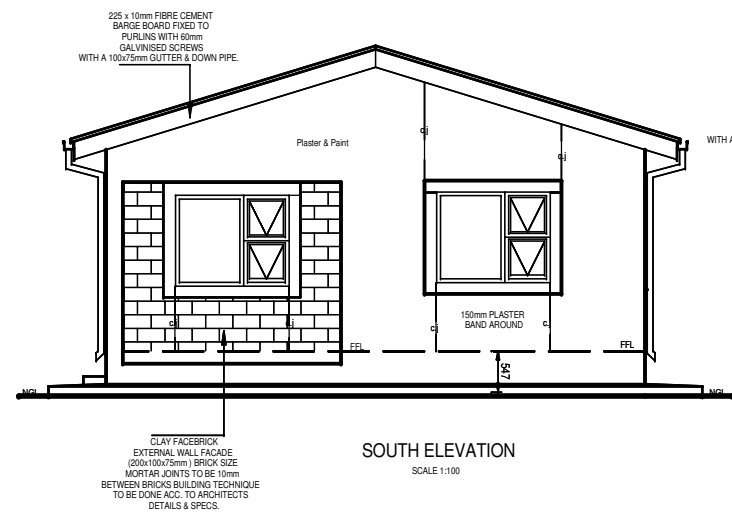 225 x 10mm FIBRE CEMENT
BARGE BOARD FIXED TO
PURLINS WITH 60mm
GALVINISED SCREWS
WITH A 100x75mm GUTTER & DOWN PIPE.
c.j
Plaster & Paint
WITH A
c.j
150mm PLASTER
BAND AROUND
c.j
c.j
FFL
FFL
547
NGL
NGL
CLAY FACEBRICK
EXTERNAL WALL FACADE
(200x100x75mm ) BRICK SIZE
MORTAR JOINTS TO BE 10mm
BETWEEN BRICKS BUILDING TECHNIQUE
TO BE DONE ACC. TO ARCHITECTS
DETAILS & SPECS.
SOUTH ELEVATION
SCALE 1:100